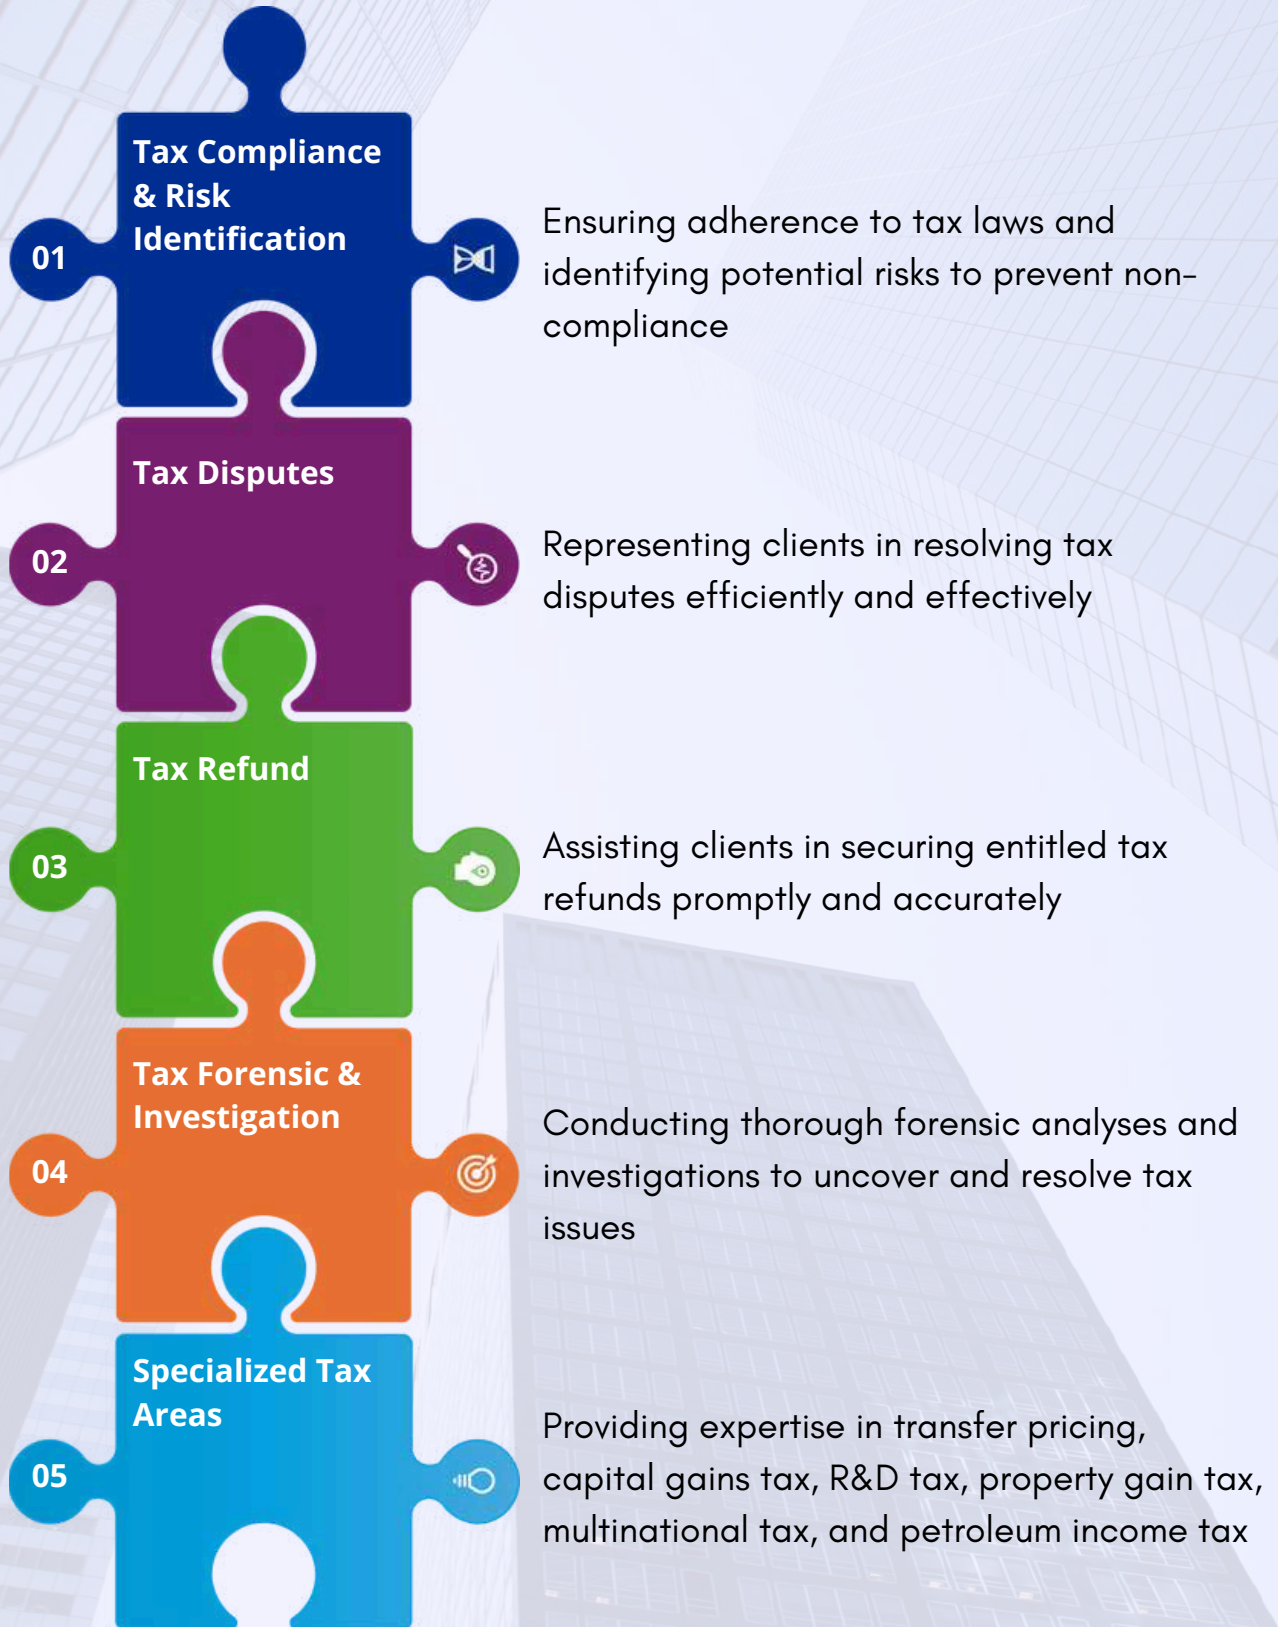 Tax Compliance
& Risk
Identification
01
Ensuring adherence to tax laws and
identifying potential risks to prevent non-
compliance
Tax Disputes
02
Representing clients in resolving tax
disputes efficiently and effectively
Tax Refund
03
Assisting clients in securing entitled tax
refunds promptly and accurately
Tax Forensic &
Investigation
04
Conducting thorough forensic analyses and
investigations to uncover and resolve tax
issues
Specialized Tax
Areas
05
Providing expertise in transfer pricing,
capital gains tax, R&D tax, property gain tax,
multinational tax, and petroleum income tax